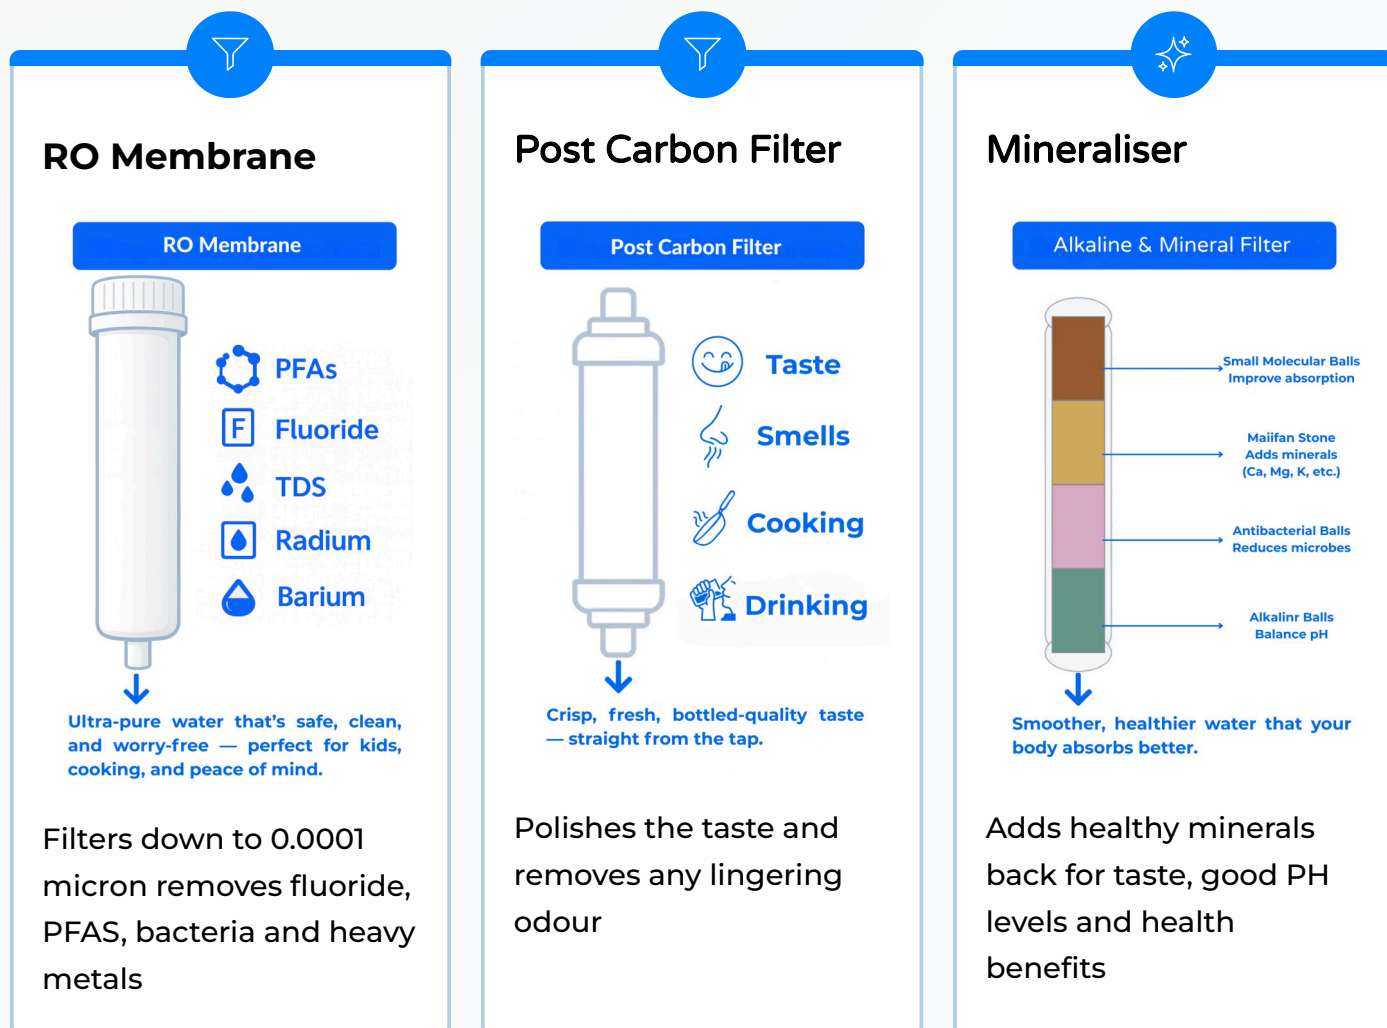 RO Membrane
RO Membrane
PFAs
F
Fluoride
TDS
Radium
Barium
Ultra-pure water that's safe, clean,
and worry-free — perfect for kids,
cooking, and peace of mind.
Filters down to 0.0001
micron removes fluoride,
PFAS, bacteria and heavy
metals
Post Carbon Filter
Post Carbon Filter
Taste
Smells
Cooking
Drinking
Crisp, fresh, bottled-quality taste
— straight from the tap.
Polishes the taste and
removes any lingering
odour
Mineraliser
Alkaline & Mineral Filter
Small Molecular Balls
Improve absorption
Maiifan Stone
Adds minerals
(Ca, Mg, K, etc.)
Antibacterial Balls
Reduces microbes
Alkalinr Balls
Balance pH
Smoother, healthier water that your
body absorbs better.
Adds healthy minerals
back for taste, good PH
levels and health
benefits